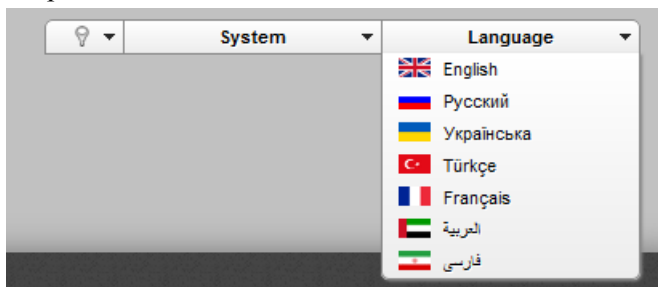 System
Language
English
Русский
Українська
Türkçe
Français
العربية
فارسی